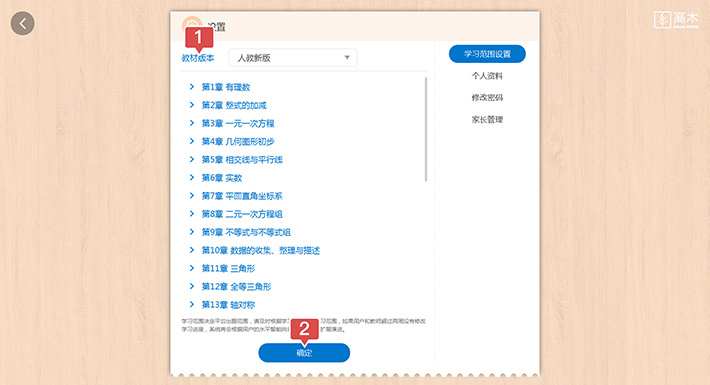 高木
设置
1
教材版本 人教新版
第1章 有理数
第2章 整式的加减
第3章 一元一次方程
第4章 几何图形初步
第5章 相交线与平行线
第6章 实数
第7章 平面直角坐标系
第8章 二元一次方程组
第9章 不等式与不等式组
第10章 数据的收集、整理与描述
第11章 三角形
第12章 全等三角形
第13章 轴对称
学习范围决定平台出题范围，请及时根据学习范围，如果用户和教师超过两周没有修改
学习进度，系统将会根据用户的水平智能向扩展演进。
2
确定
学习范围设置
个人资料
修改密码
家长管理